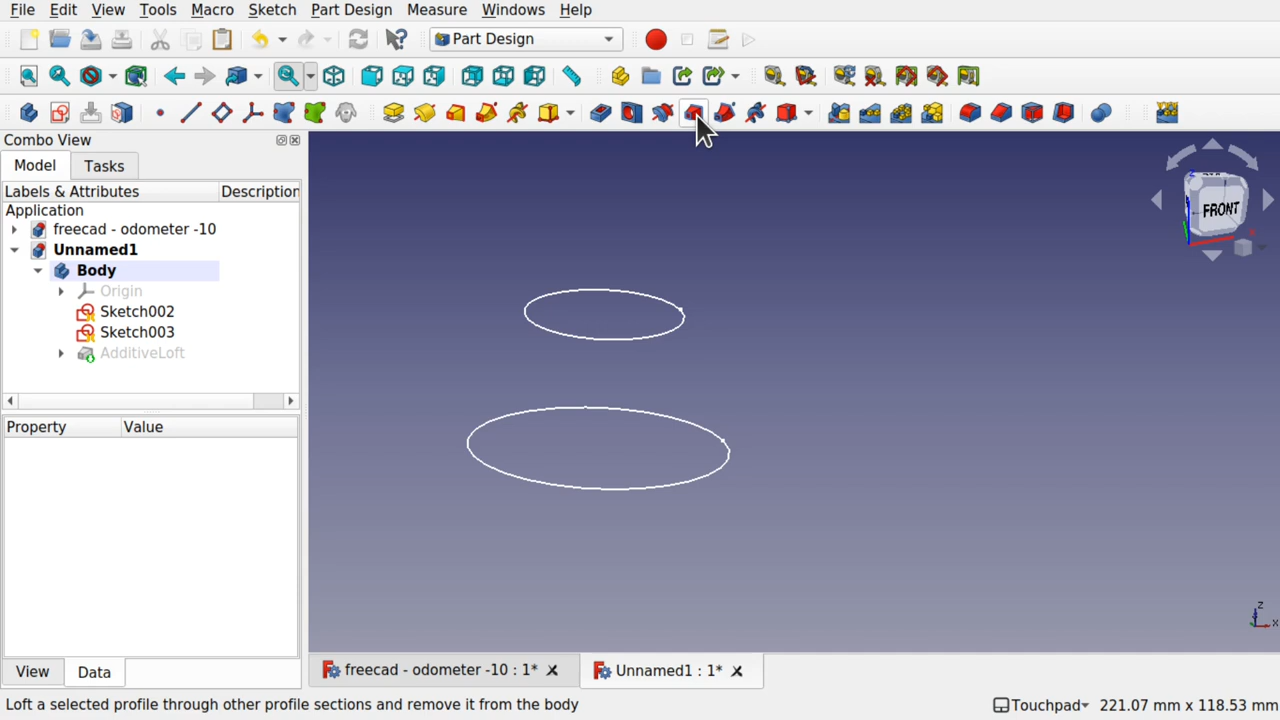 File Edit View Tools Macro Sketch Part Design Measure Windows Help
Part Design
Combo View
Model Tasks
Labels & Attributes Description
Application
freecad - odometer -10
Unnamed1
Body
Origin
Sketch002
Sketch003
AdditiveLoft
Property Value
FRONT
z
x
View Data
freecad - odometer -10 : 1* Unnamed1 : 1*
Loft a selected profile through other profile sections and remove it from the body Touchpad 221.07 mm x 118.53 mm